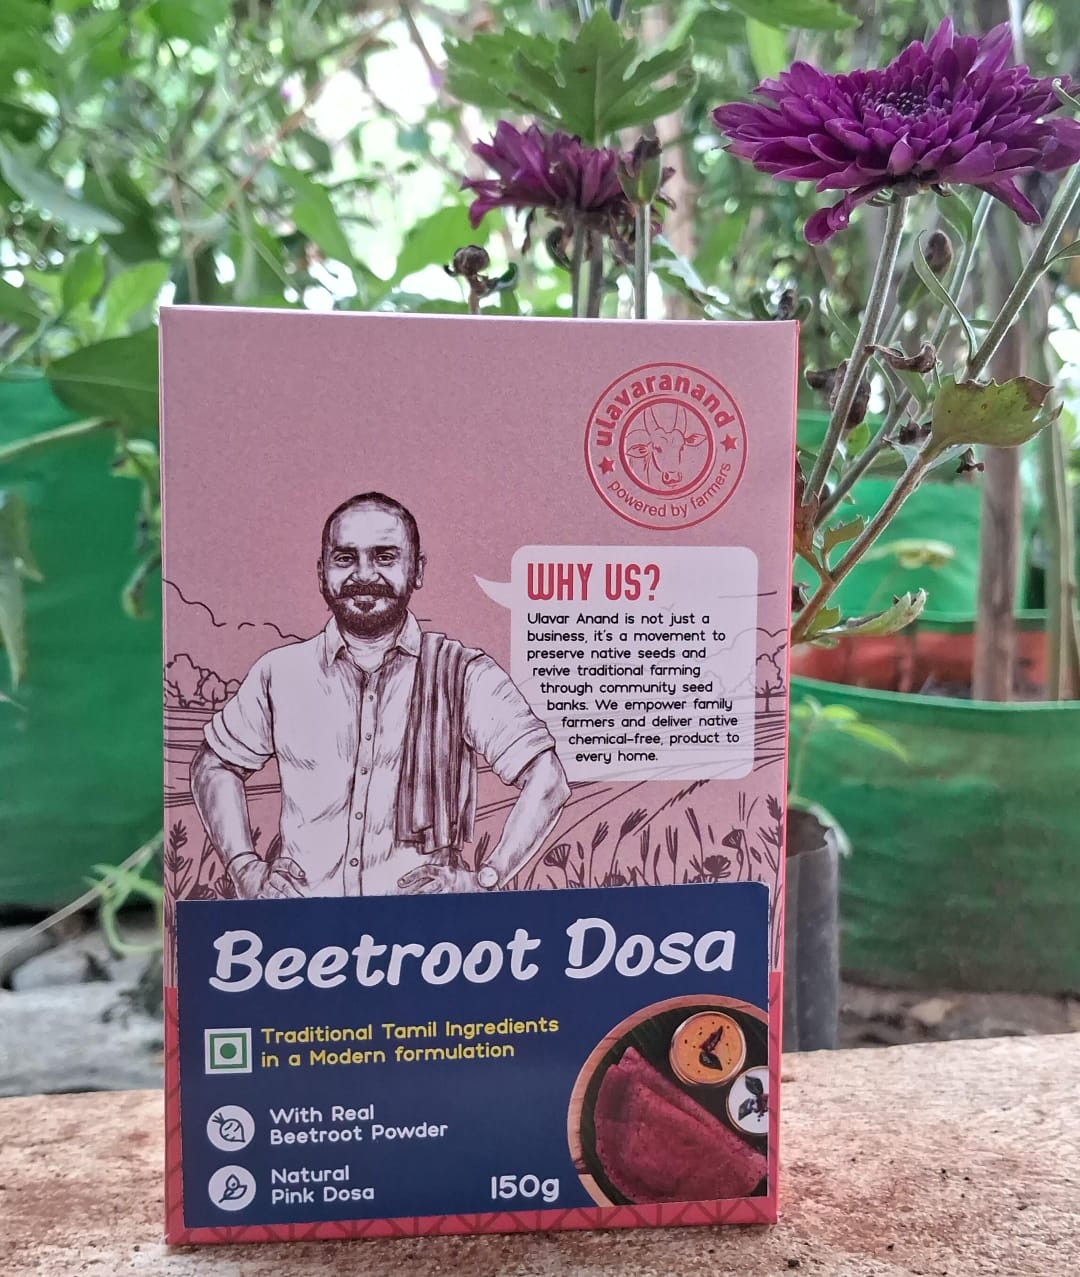 ulavaranand
powered by farmers
WHY US?
Ulavar Anand is not just a
business, it's a movement to
preserve native seeds and
revive traditional farming
through community seed
banks. We empower family
farmers and deliver native
chemical-free, product to
every home.
Beetroot Dosa
Traditional Tamil Ingredients
in a Modern formulation
With Real
Beetroot Powder
Natural
Pink Dosa
150g